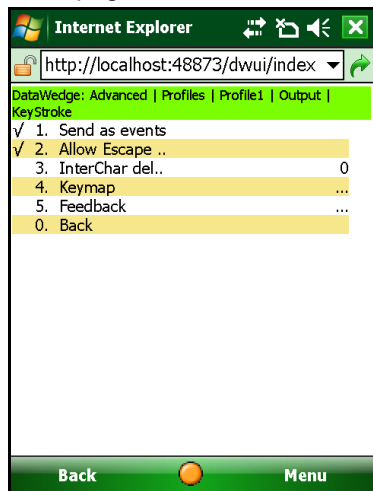 Internet Explorer
http://localhost:48873/dwui/index
DataWedge: Advanced | Profiles | Profile1 | Output |
KeyStroke
√ 1. Send as events
√ 2. Allow Escape ..
3. InterChar del.. 0
4. Keymap ...
5. Feedback ...
0. Back
Back Menu